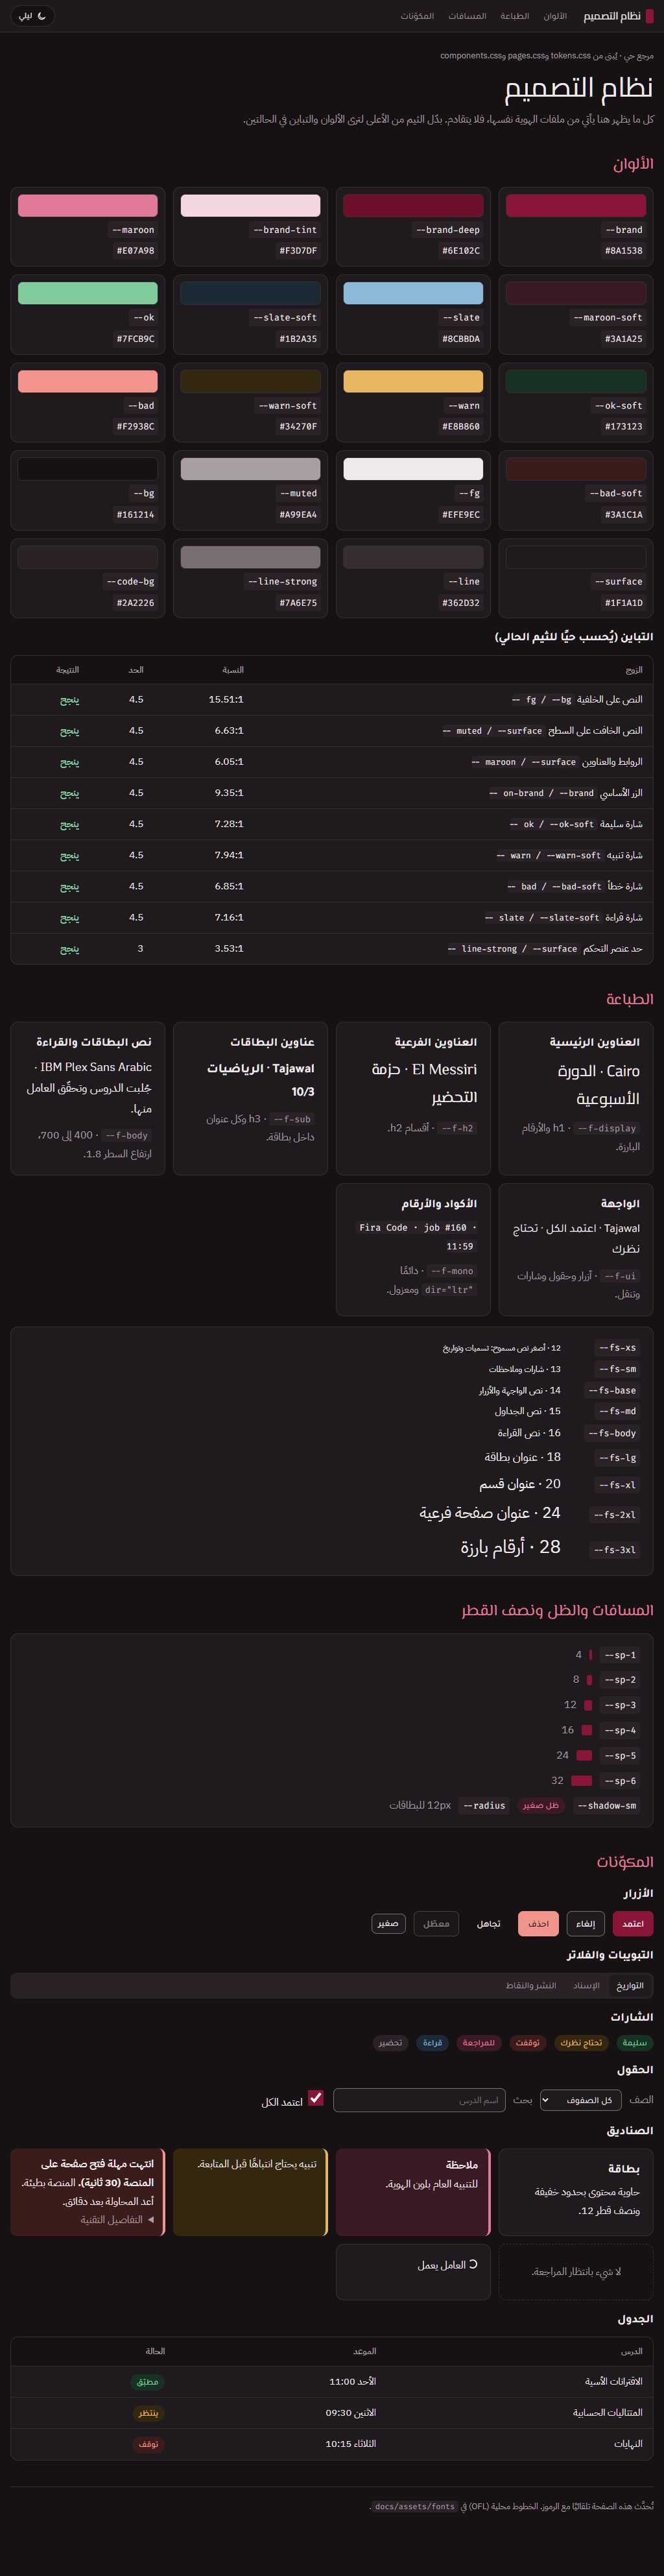 نظام التصميم
الألوان
الطباعة
المسافات
المكوّنات
ليلي
مرجع حي · يُبنى من tokens.css وpages.css وcomponents.css
نظام التصميم
كل ما يظهر هنا يأتي من ملفات الهوية نفسها، فلا يتقادم. بدّل الثيم من الأعلى لترى الألوان والتباين في الحالتين.
الألوان
--brand
#8A1538
--brand-deep
#6E102C
--brand-tint
#F3D7DF
--maroon
#E07A98
--maroon-soft
#3A1A25
--slate
#8CBBDA
--slate-soft
#1B2A35
--ok
#7FCB9C
--ok-soft
#173123
--warn
#E8B860
--warn-soft
#34270F
--bad
#F2938C
--bad-soft
#3A1C1A
--fg
#EFE9EC
--muted
#A99EA4
--bg
#161214
--surface
#1F1A1D
--line
#362D32
--line-strong
#7A6E75
--code-bg
#2A2226
التباين (يُحسب حيًا للثيم الحالي)
الزوج النسبة الحد النتيجة
النص على الخلفية -- fg / --bg 15.51:1 4.5 ينجح
النص الخافت على السطح -- muted / --surface 6.63:1 4.5 ينجح
الروابط والعناوين -- maroon / --surface 6.05:1 4.5 ينجح
الزر الأساسي -- on-brand / --brand 9.35:1 4.5 ينجح
شارة سليمة -- ok / --ok-soft 7.28:1 4.5 ينجح
شارة تنبيه -- warn / --warn-soft 7.94:1 4.5 ينجح
شارة خطأ -- bad / --bad-soft 6.85:1 4.5 ينجح
شارة قراءة -- slate / --slate-soft 7.16:1 4.5 ينجح
حد عنصر التحكم -- line-strong / --surface 3.53:1 3 ينجح
الطباعة
العناوين الرئيسية
Cairo · الدورة
الأسبوعية
--f-display · h1 والأرقام
البارزة.
العناوين الفرعية
El Messiri · حزمة
التحضير
--f-h2 · أقسام h2.
عناوين البطاقات
Tajawal · الرياضيات
10/3
--f-sub · h3 وكل عنوان
داخل بطاقة.
نص البطاقات والقراءة
IBM Plex Sans Arabic ·
جُلبت الدروس وتحقّق العامل
منها.
--f-body · 400 إلى 700،
ارتفاع السطر 1.8.
الواجهة
Tajawal · اعتمد الكل · تحتاج
نظرك
--f-ui · أزرار وحقول وشارات
وتنقل.
الأكواد والأرقام
Fira Code · job #160 ·
11:59
--f-mono · دائمًا
dir="ltr" ومعزول.
--fs-xs 12 · أصغر نص مسموح: تسميات وتواريخ
--fs-sm 13 · شارات وملاحظات
--fs-base 14 · نص الواجهة والأزرار
--fs-md 15 · نص الجداول
--fs-body 16 · نص القراءة
--fs-lg 18 · عنوان بطاقة
--fs-xl 20 · عنوان قسم
--fs-2xl 24 · عنوان صفحة فرعية
--fs-3xl 28 · أرقام بارزة
المسافات والظل ونصف القطر
--sp-1 4
--sp-2 8
--sp-3 12
--sp-4 16
--sp-5 24
--sp-6 32
--shadow-sm ظل صغير --radius 12px للبطاقات
المكوّنات
الأزرار
اعتمد إلغاء احذف تجاهل معطّل صغير
التبويبات والفلاتر
التواريخ الإسناد النشر والنقاط
الشارات
سليمة تحتاج نظرك توقفت للمراجعة قراءة تحضير
الحقول
الصف كل الصفوف بحث اسم الدرس اعتمد الكل
الصناديق
بطاقة
حاوية محتوى بحدود خفيفة
ونصف قطر 12.
ملاحظة
للتنبيه العام بلون الهوية.
تنبيه يحتاج انتباهًا قبل المتابعة.
انتهت مهلة فتح صفحة على
المنصة (30 ثانية). المنصة بطيئة.
أعد المحاولة بعد دقائق.
التفاصيل التقنية
لا شيء بانتظار المراجعة.
العامل يعمل
الجدول
الدرس الموعد الحالة
الاقترانات الأسية الأحد 11:00 مطبّق
المتتاليات الحسابية الاثنين 09:30 ينتظر
النهايات الثلاثاء 10:15 توقف
تُحدَّث هذه الصفحة تلقائيًا مع الرموز. الخطوط محلية (OFL) في docs/assets/fonts.